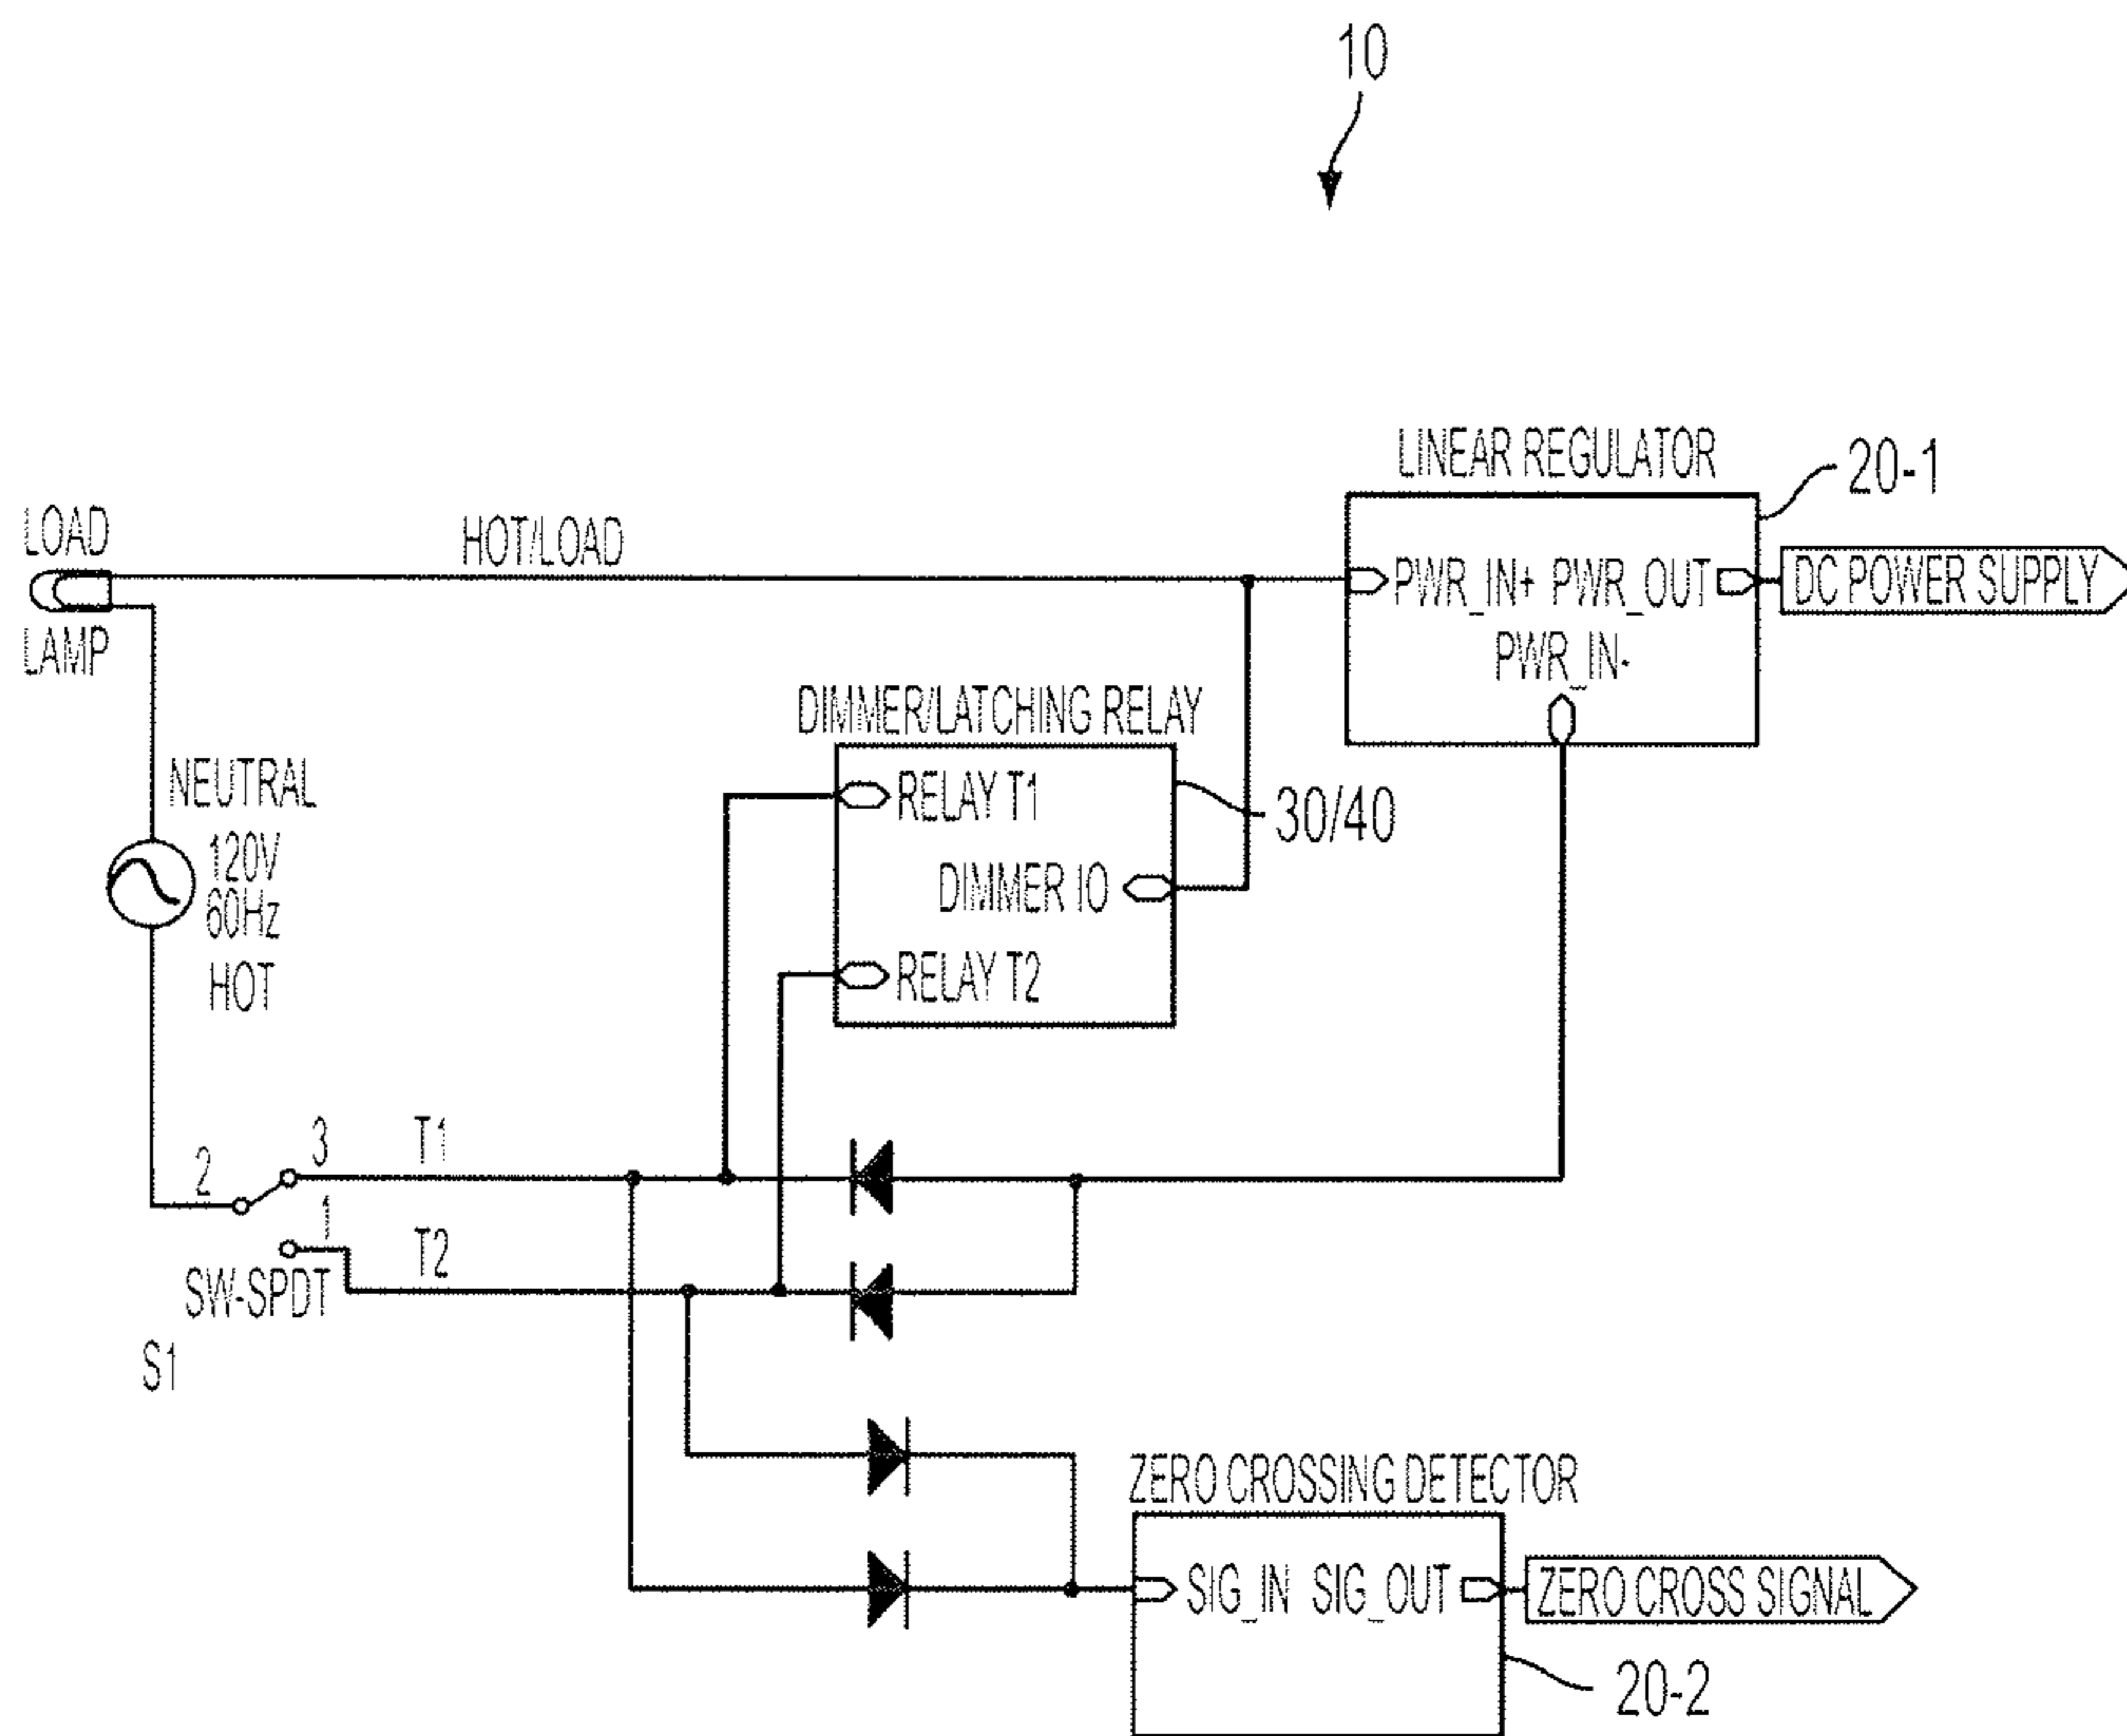 10
LINEAR REGULATOR
20-1
LOAD
HOT/LOAD
PWR_IN+ PWR_OUT
DC POWER SUPPLY
LAMP
PWR_IN-
DIMMER/LATCHING RELAY
NEUTRAL
RELAY T1
30/40
120V
60Hz
DIMMER IO
HOT
RELAY T2
2
3
T1
1
T2
SW-SPDT
S1
ZERO CROSSING DETECTOR
SIG_IN SIG_OUT
ZERO CROSS SIGNAL
20-2